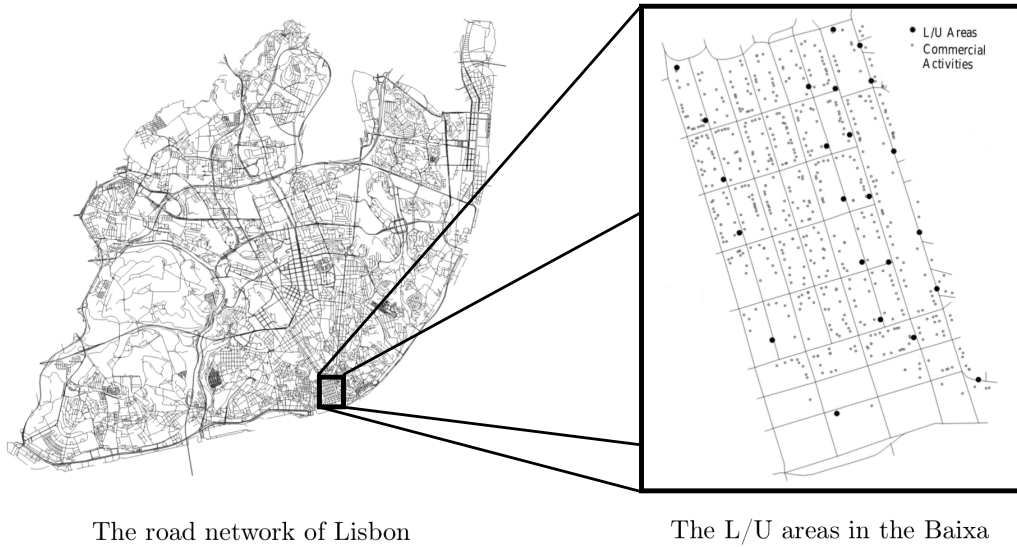 L/U Areas
Commercial
Activities
The road network of Lisbon
The L/U areas in the Baixa